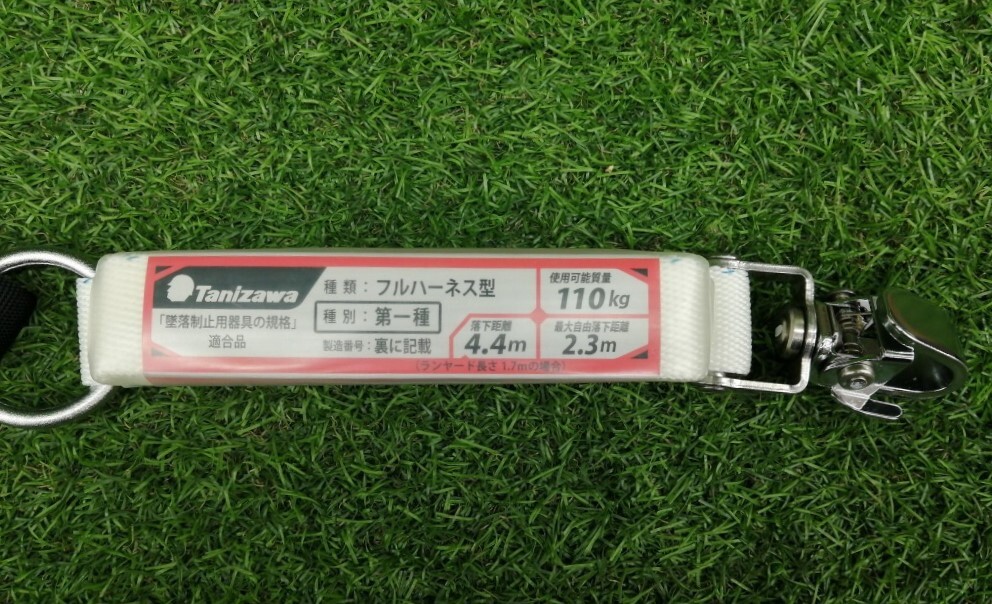 Tanizawa
「墜落制止用器具の規格」
適合品
種類：フルハーネス型
種別：第一種
製造番号：裏に記載
使用可能質量
110kg
落下距離
4.4m
最大自由落下距離
2.3m
（ランヤード長さ 1.7mの場合）